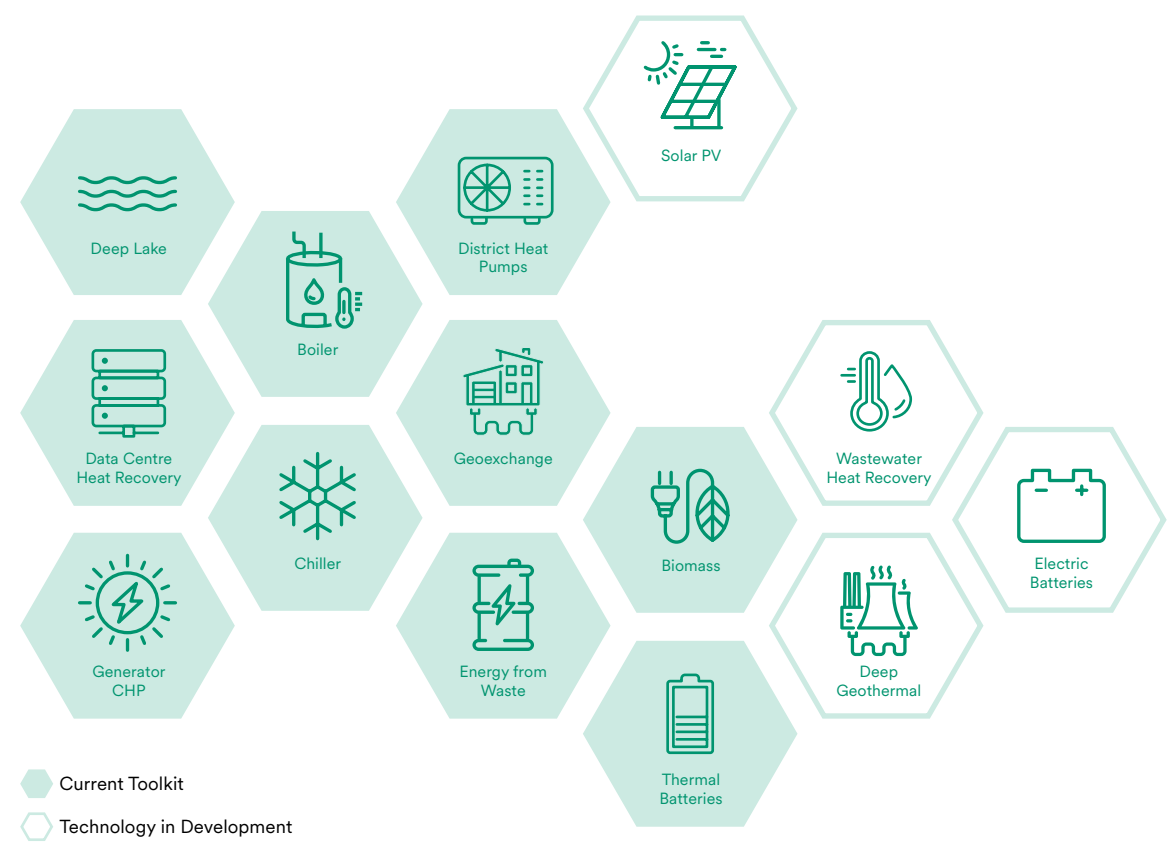 Solar PV
Deep Lake
District Heat
Pumps
Boiler
Data Centre
Heat Recovery
Geoexchange
Wastewater
Heat Recovery
Chiller
Biomass
Electric
Batteries
Generator
CHP
Energy from
Waste
Deep
Geothermal
Thermal
Batteries
Current Toolkit
Technology in Development